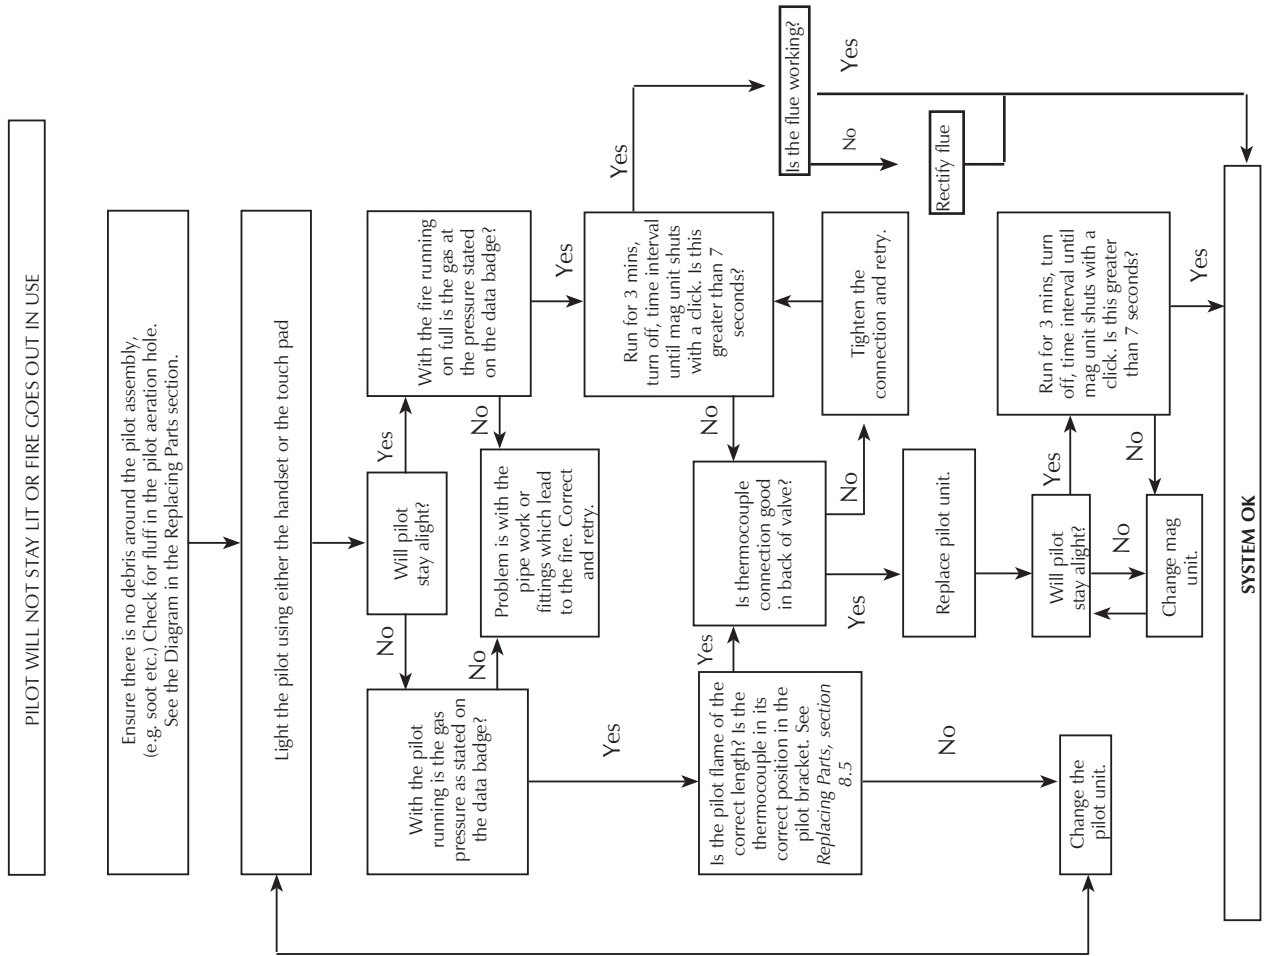 PILOT WILL NOT STAY LIT OR FIRE GOES OUT IN USE
Ensure there is no debris around the pilot assembly,
(e.g. soot etc.) Check for fluff in the pilot aeration hole.
See the Diagram in the Replacing Parts section.
Light the pilot using either the handset or the touch pad
Will pilot
stay alight?
No
Yes
With the pilot
running is the gas
pressure as stated on
the data badge?
With the fire running
on full is the gas at
the pressure stated
on the data badge?
No
No
Problem is with the
pipe work or
fittings which lead
to the fire. Correct
and retry.
Yes
Yes
Run for 3 mins,
turn off, time interval
until mag unit shuts
with a click. Is this
greater than 7
seconds?
Yes
Is the pilot flame of the
correct length? Is the
thermocouple in its
correct position in the
pilot bracket. See
Replacing Parts, section
8.5
Yes
Is thermocouple
connection good
in back of valve?
No
Is the flue working?
No
Yes
Yes
No
Tighten the
connection and retry.
Rectify flue
Replace pilot unit.
No
Will pilot
stay alight?
Yes
Run for 3 mins, turn
off, time interval until
mag unit shuts with a
click. Is this greater
than 7 seconds?
Change the
pilot unit.
No
No
Change mag
unit.
Yes
SYSTEM OK